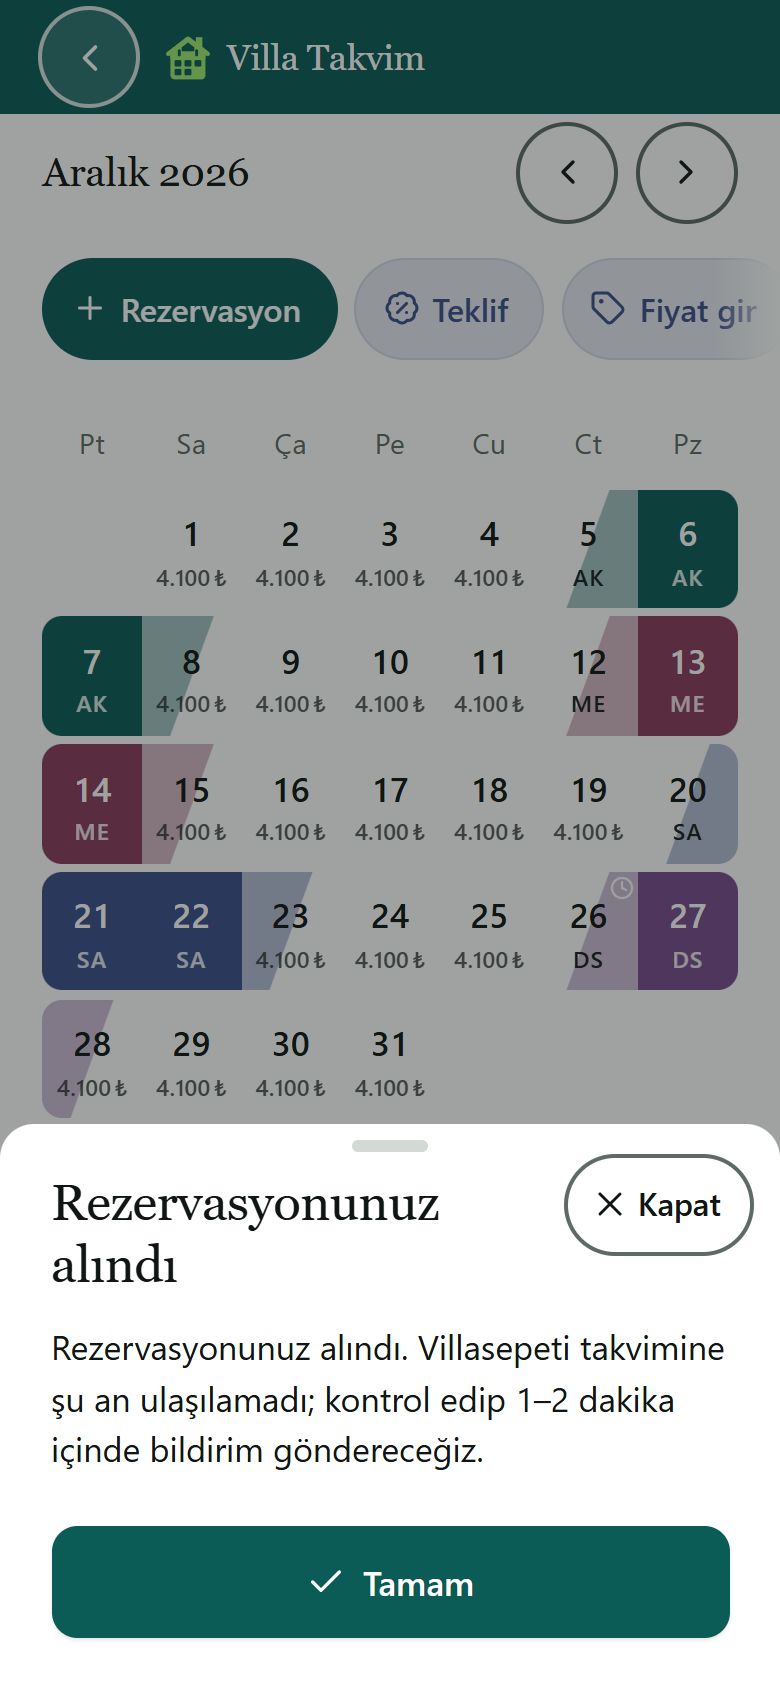 Villa Takvim
Aralık 2026
Rezervasyon
Teklif
Fiyat gir
Pt Sa Ça Pe Cu Ct Pz
1 2 3 4 5 6
4.100 ₺ 4.100 ₺ 4.100 ₺ 4.100 ₺ AK AK
7 8 9 10 11 12 13
AK 4.100 ₺ 4.100 ₺ 4.100 ₺ 4.100 ₺ ME ME
14 15 16 17 18 19 20
ME 4.100 ₺ 4.100 ₺ 4.100 ₺ 4.100 ₺ 4.100 ₺ SA
21 22 23 24 25 26 27
SA SA 4.100 ₺ 4.100 ₺ 4.100 ₺ DS DS
28 29 30 31
4.100 ₺ 4.100 ₺ 4.100 ₺ 4.100 ₺
Rezervasyonunuz
alındı
Kapat
Rezervasyonunuz alındı. Villasepeti takvimine
şu an ulaşılamadı; kontrol edip 1–2 dakika
içinde bildirim göndereceğiz.
Tamam